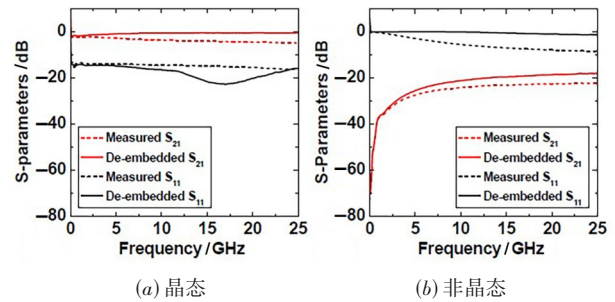 S-parameters/dB
0
−20
−40
−60
−80
Measured S21
De-embedded S21
Measured S11
De-embedded S11
0 5 10 15 20 25
Frequency/GHz
(a) 晶态
S-Parameters/dB
0
−20
−40
−60
−80
Measured S21
De-embedded S21
Measured S11
De-embedded S11
0 5 10 15 20 25
Frequency/GHz
(b) 非晶态